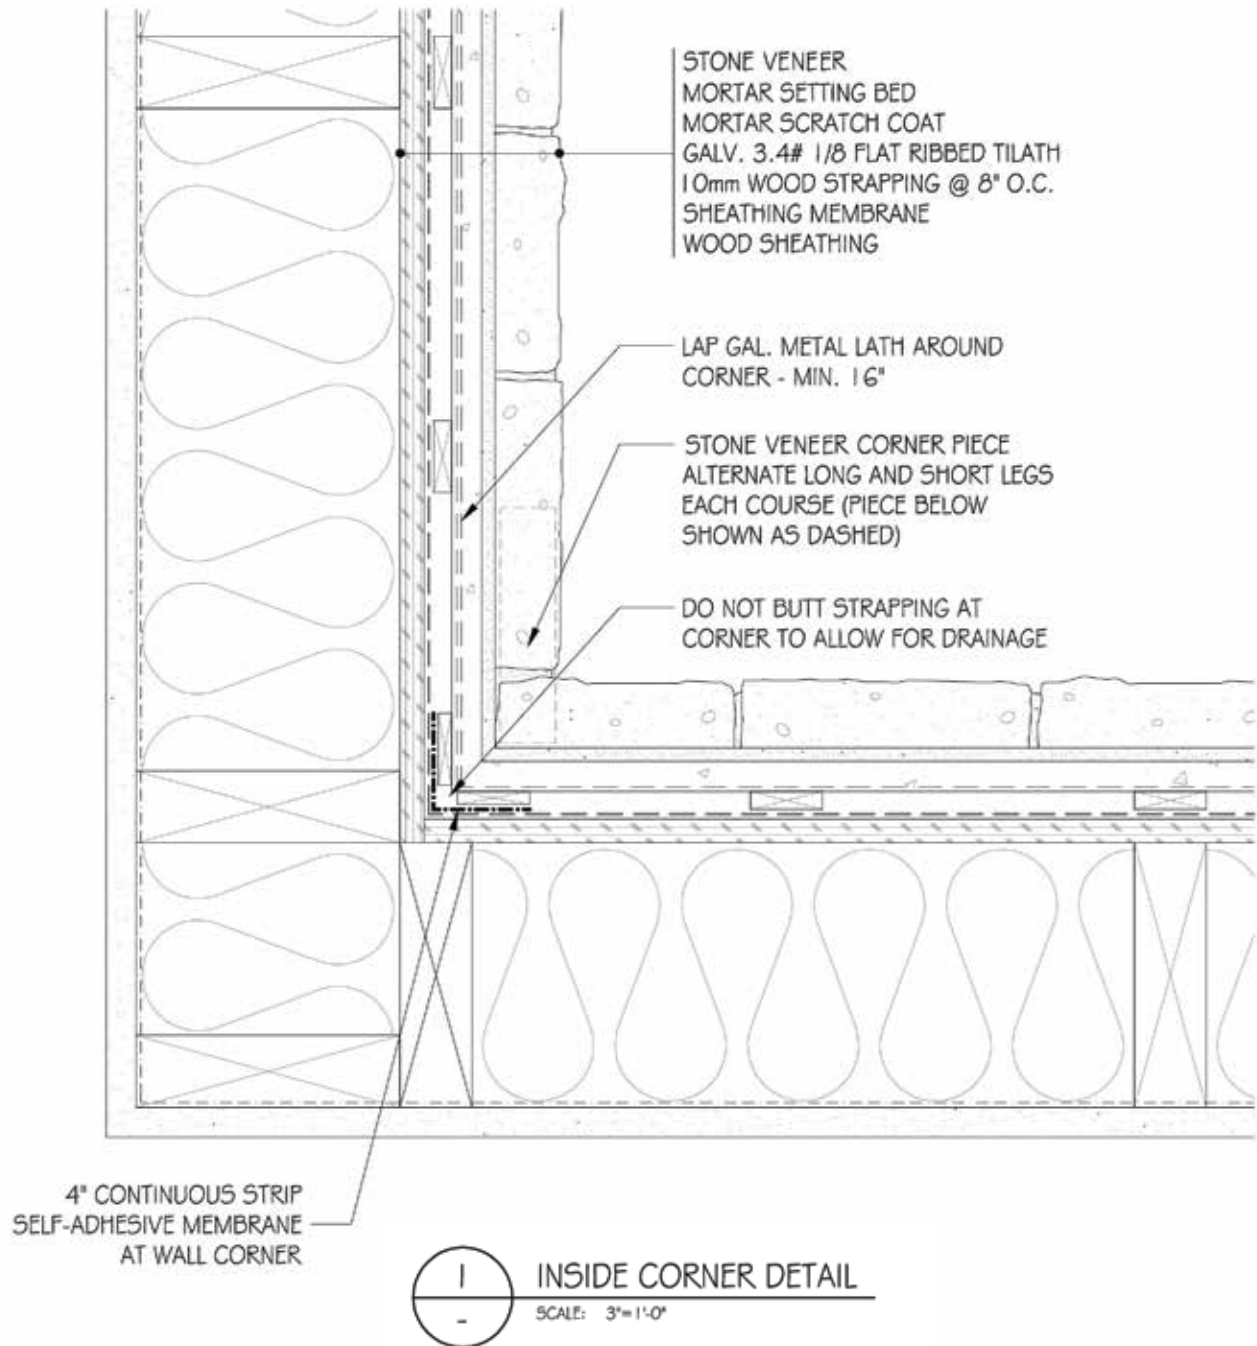 STONE VENEER
MORTAR SETTING BED
MORTAR SCRATCH COAT
GALV. 3.4# 1/8 FLAT RIBBED TILATH
10mm WOOD STRAPPING @ 8" O.C.
SHEATHING MEMBRANE
WOOD SHEATHING
LAP GAL. METAL LATH AROUND
CORNER - MIN. 16"
STONE VENEER CORNER PIECE
ALTERNATE LONG AND SHORT LEGS
EACH COURSE (PIECE BELOW
SHOWN AS DASHED)
DO NOT BUTT STRAPPING AT
CORNER TO ALLOW FOR DRAINAGE
4" CONTINUOUS STRIP
SELF-ADHESIVE MEMBRANE
AT WALL CORNER
1
-
INSIDE CORNER DETAIL
SCALE: 3"=1'-0"